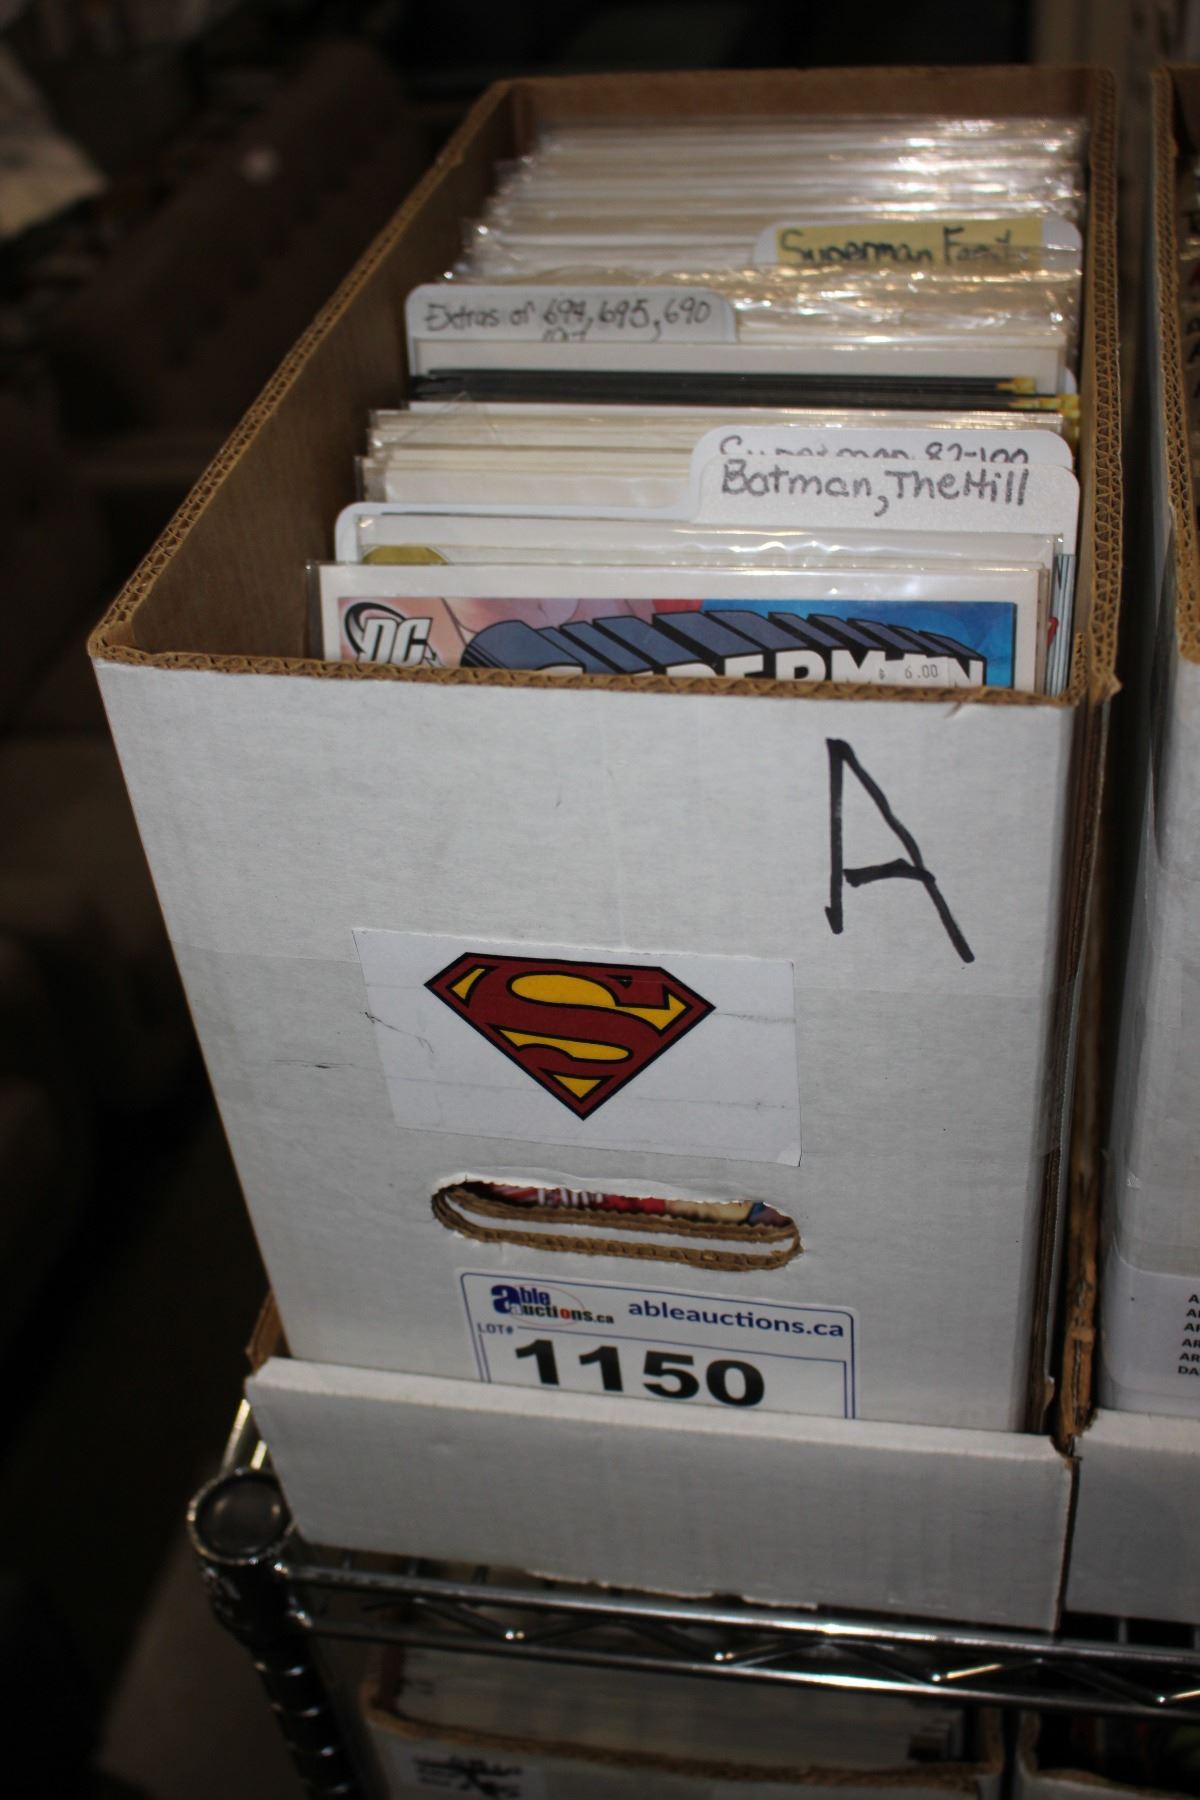 Superman Family
Extras of 694, 695, 690
Superman 82-100
Batman, The Hill
DC
SUPERMAN
$ 6.00
A
S
able auctions.ca
ableauctions.ca
LOT#
1150